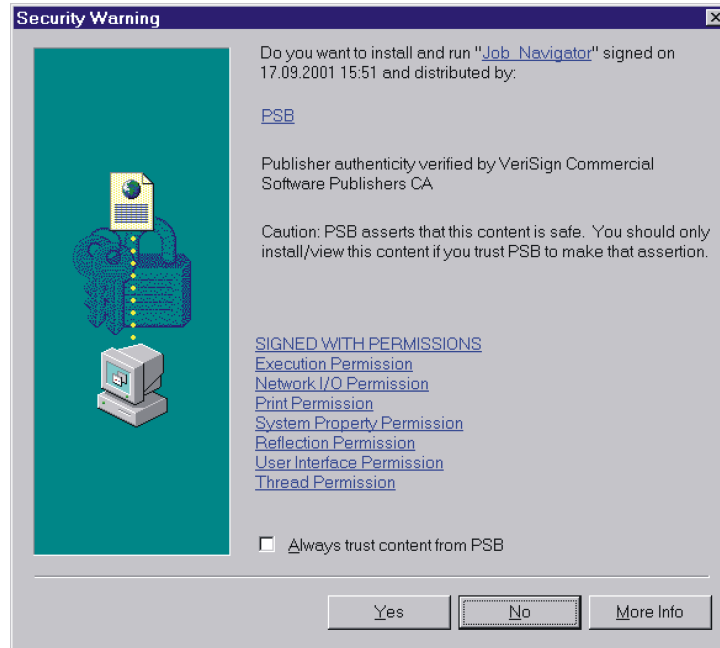 Security Warning
Do you want to install and run "Job Navigator" signed on
17.09.2001 15:51 and distributed by:
PSB
Publisher authenticity verified by VeriSign Commercial
Software Publishers CA
Caution: PSB asserts that this content is safe. You should only
install/view this content if you trust PSB to make that assertion.
SIGNED WITH PERMISSIONS
Execution Permission
Network I/O Permission
Print Permission
System Property Permission
Reflection Permission
User Interface Permission
Thread Permission
Always trust content from PSB
Yes No More Info